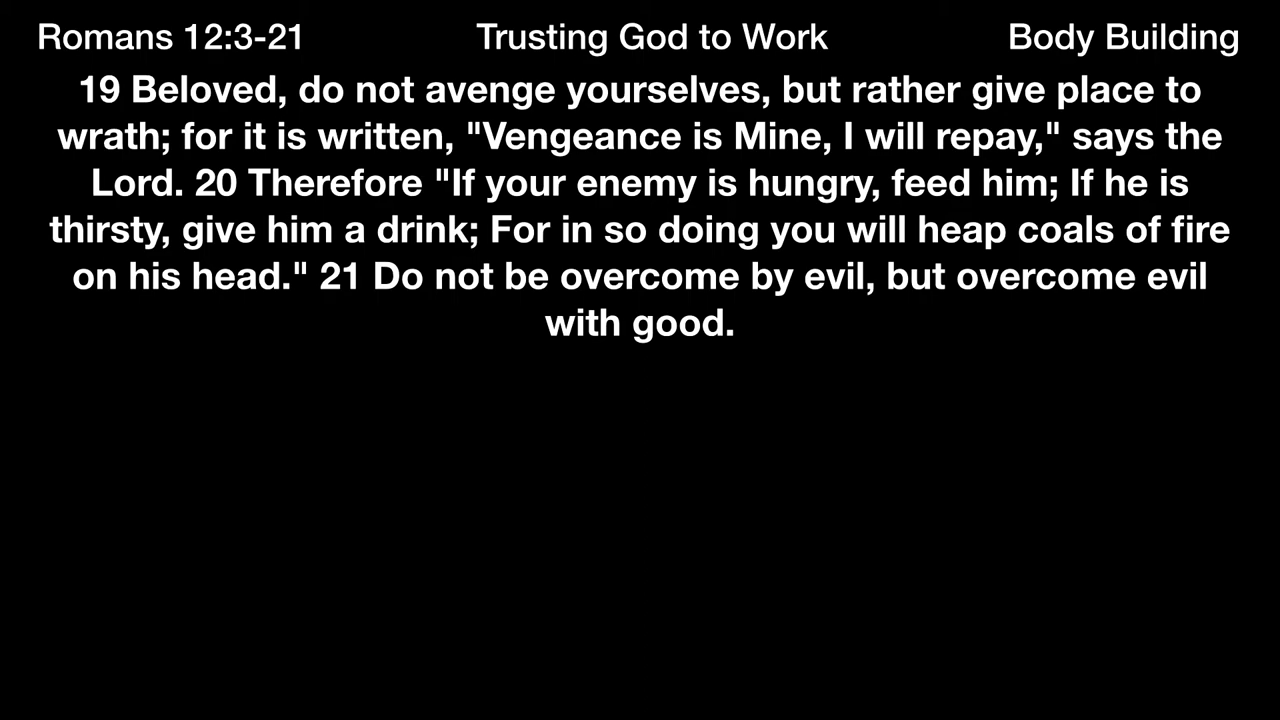 Romans 12:3-21 Trusting God to Work Body Building
19 Beloved, do not avenge yourselves, but rather give place to
wrath; for it is written, "Vengeance is Mine, I will repay," says the
Lord. 20 Therefore "If your enemy is hungry, feed him; If he is
thirsty, give him a drink; For in so doing you will heap coals of fire
on his head." 21 Do not be overcome by evil, but overcome evil
with good.